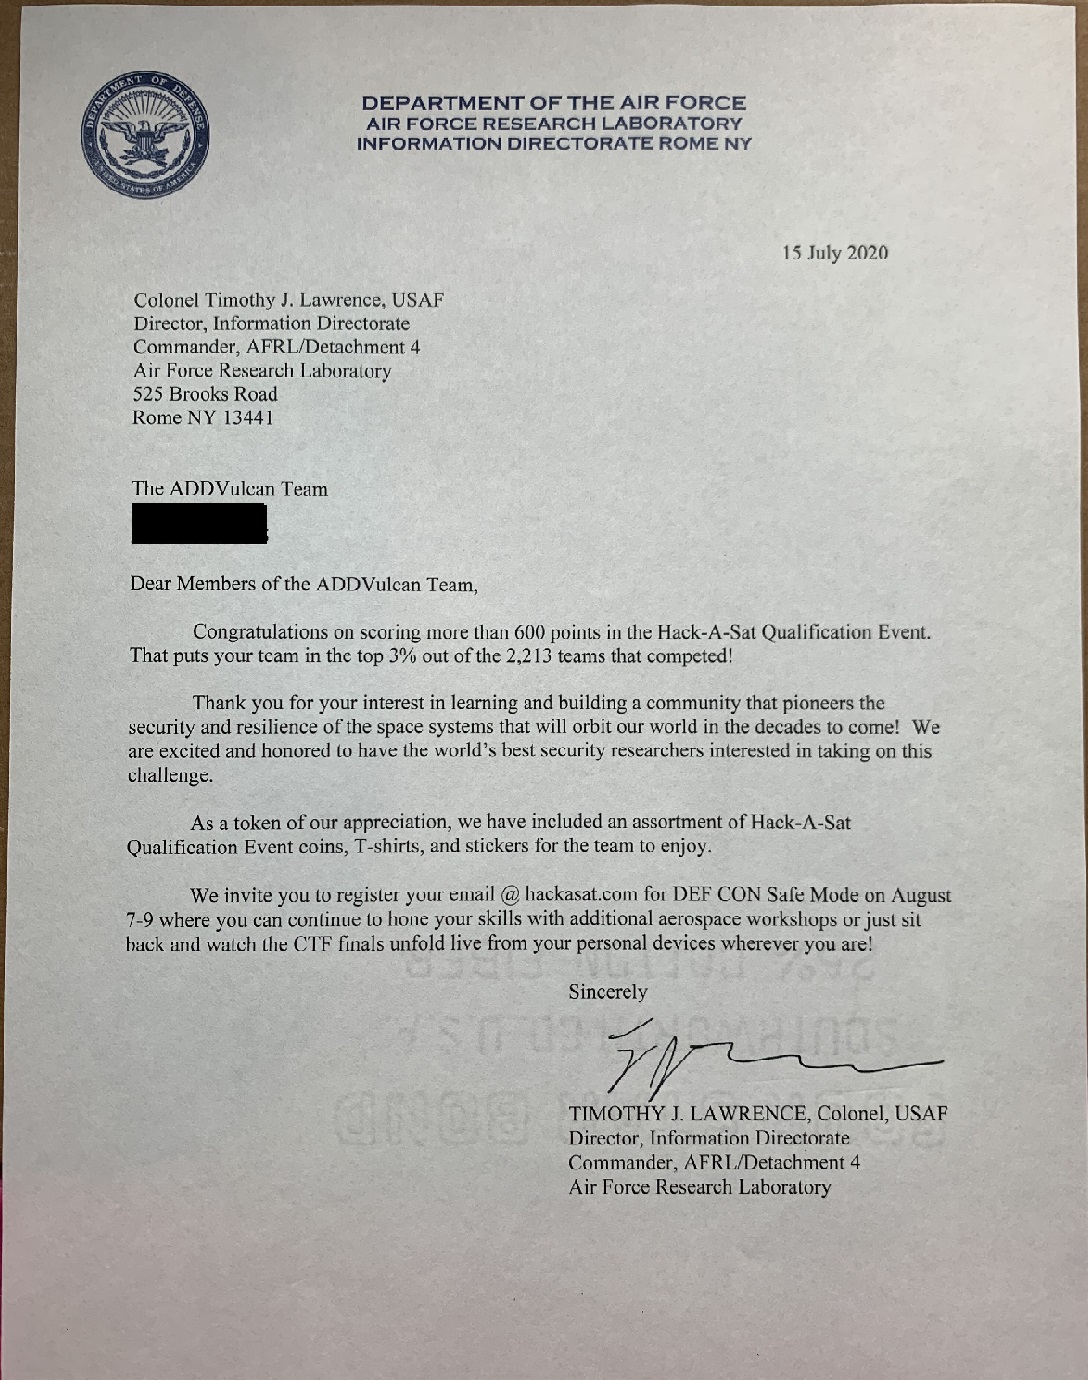 DEPARTMENT OF DEFENSE
UNITED STATES OF AMERICA
DEPARTMENT OF THE AIR FORCE
AIR FORCE RESEARCH LABORATORY
INFORMATION DIRECTORATE ROME NY
15 July 2020
Colonel Timothy J. Lawrence, USAF
Director, Information Directorate
Commander, AFRL/Detachment 4
Air Force Research Laboratory
525 Brooks Road
Rome NY 13441
The ADDVulcan Team
Dear Members of the ADDVulcan Team,
Congratulations on scoring more than 600 points in the Hack-A-Sat Qualification Event.
That puts your team in the top 3% out of the 2,213 teams that competed!
Thank you for your interest in learning and building a community that pioneers the
security and resilience of the space systems that will orbit our world in the decades to come!  We
are excited and honored to have the world's best security researchers interested in taking on this
challenge.
As a token of our appreciation, we have included an assortment of Hack-A-Sat
Qualification Event coins, T-shirts, and stickers for the team to enjoy.
We invite you to register your email @ hackasat.com for DEF CON Safe Mode on August
7-9 where you can continue to hone your skills with additional aerospace workshops or just sit
back and watch the CTF finals unfold live from your personal devices wherever you are!
Sincerely
TIMOTHY J. LAWRENCE, Colonel, USAF
Director, Information Directorate
Commander, AFRL/Detachment 4
Air Force Research Laboratory